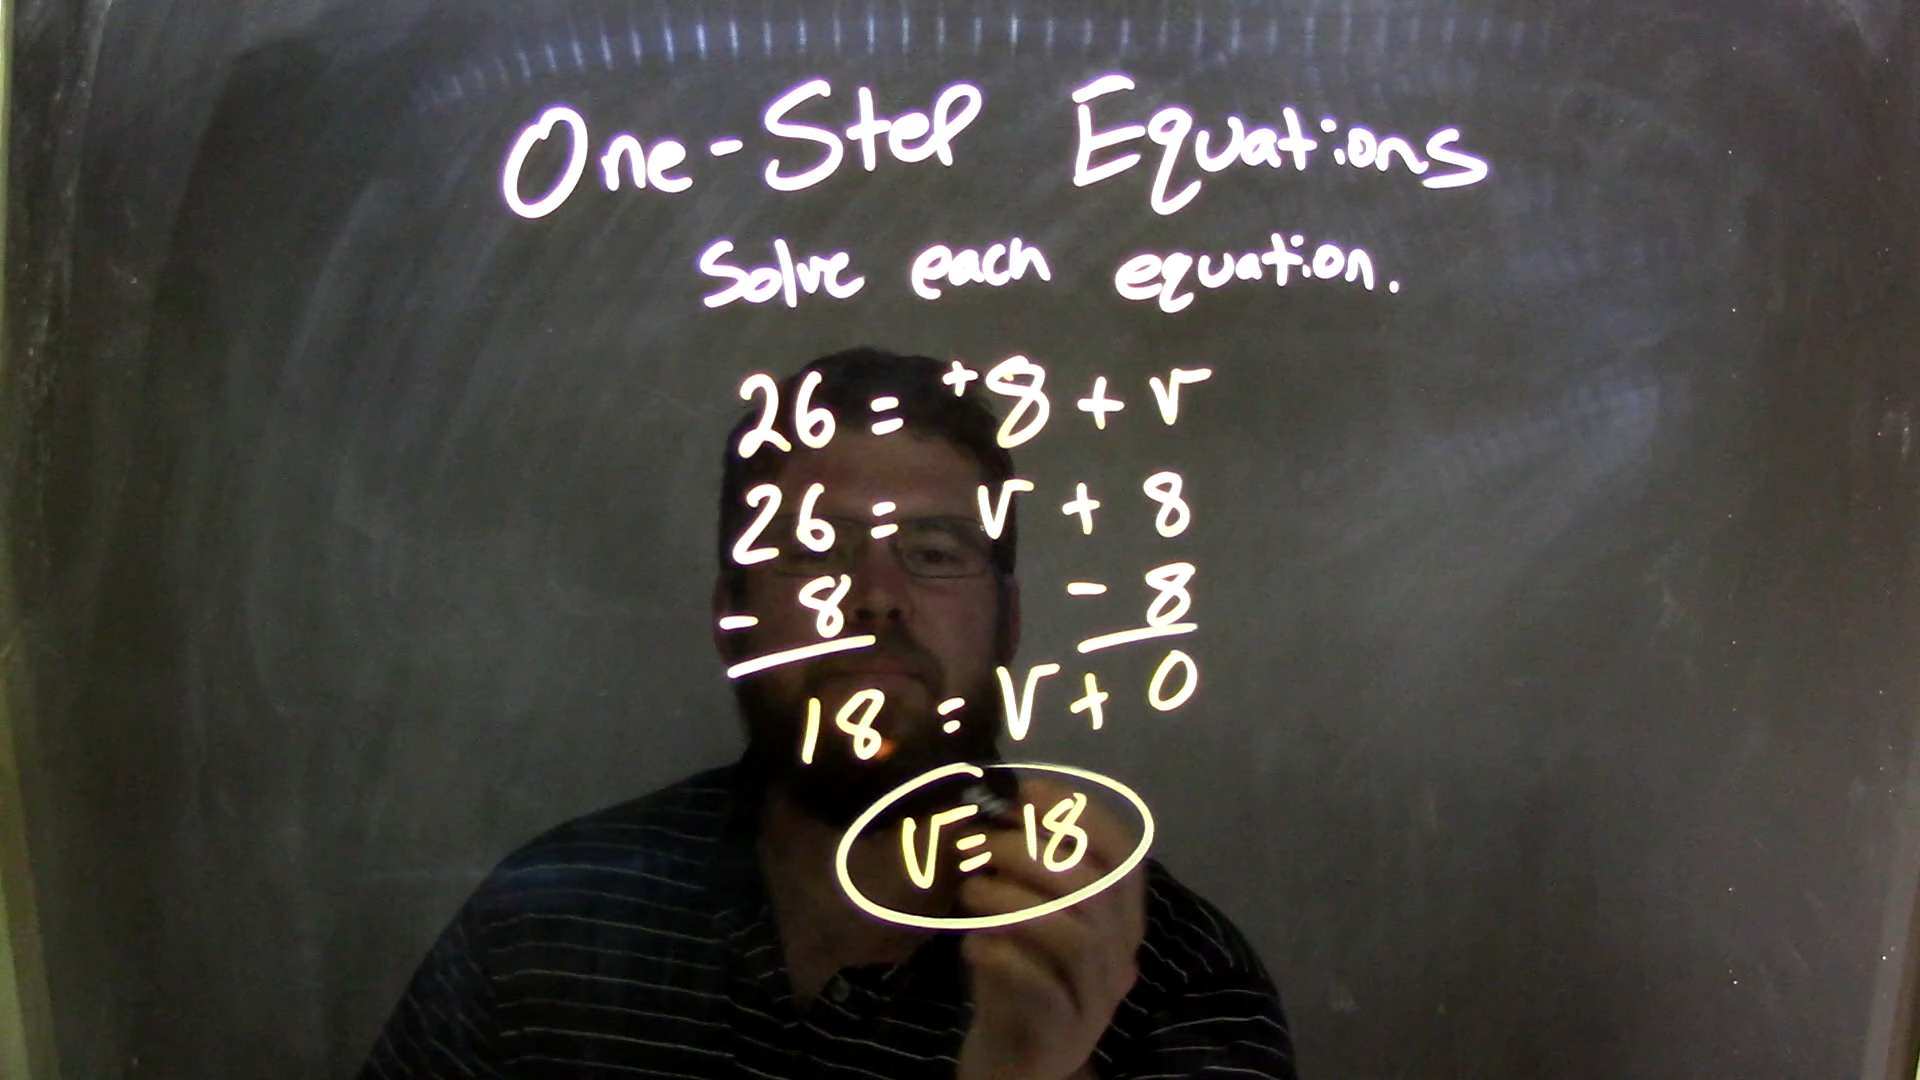 One-Step Equations
Solve each equation.
26 = +8 + v
26 = v + 8
- 8 - 8
18 = v + 0
v = 18